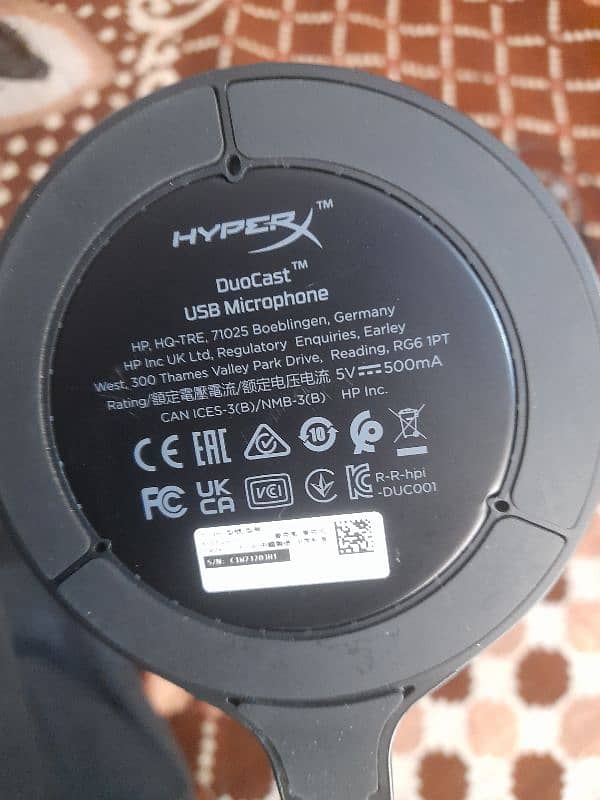 HYPERX™
DuoCast™
USB Microphone
HP, HQ-TRE, 71025 Boeblingen, Germany
HP Inc UK Ltd, Regulatory Enquiries, Earley
West, 300 Thames Valley Park Drive, Reading, RG6 1PT
Rating/額定電壓電流/额定电压电流 5V⎓500mA
CAN ICES-3(B)/NMB-3(B) HP Inc.
CE EAC 10
FC UK CA VCI R-R-hpi
-DUC001
S/N: